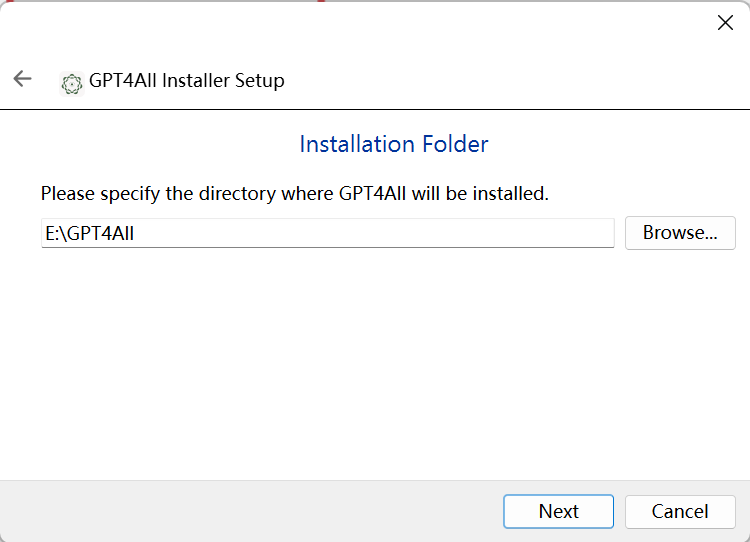 GPT4All Installer Setup
Installation Folder
Please specify the directory where GPT4All will be installed.
E:\GPT4All
Browse...
Next
Cancel